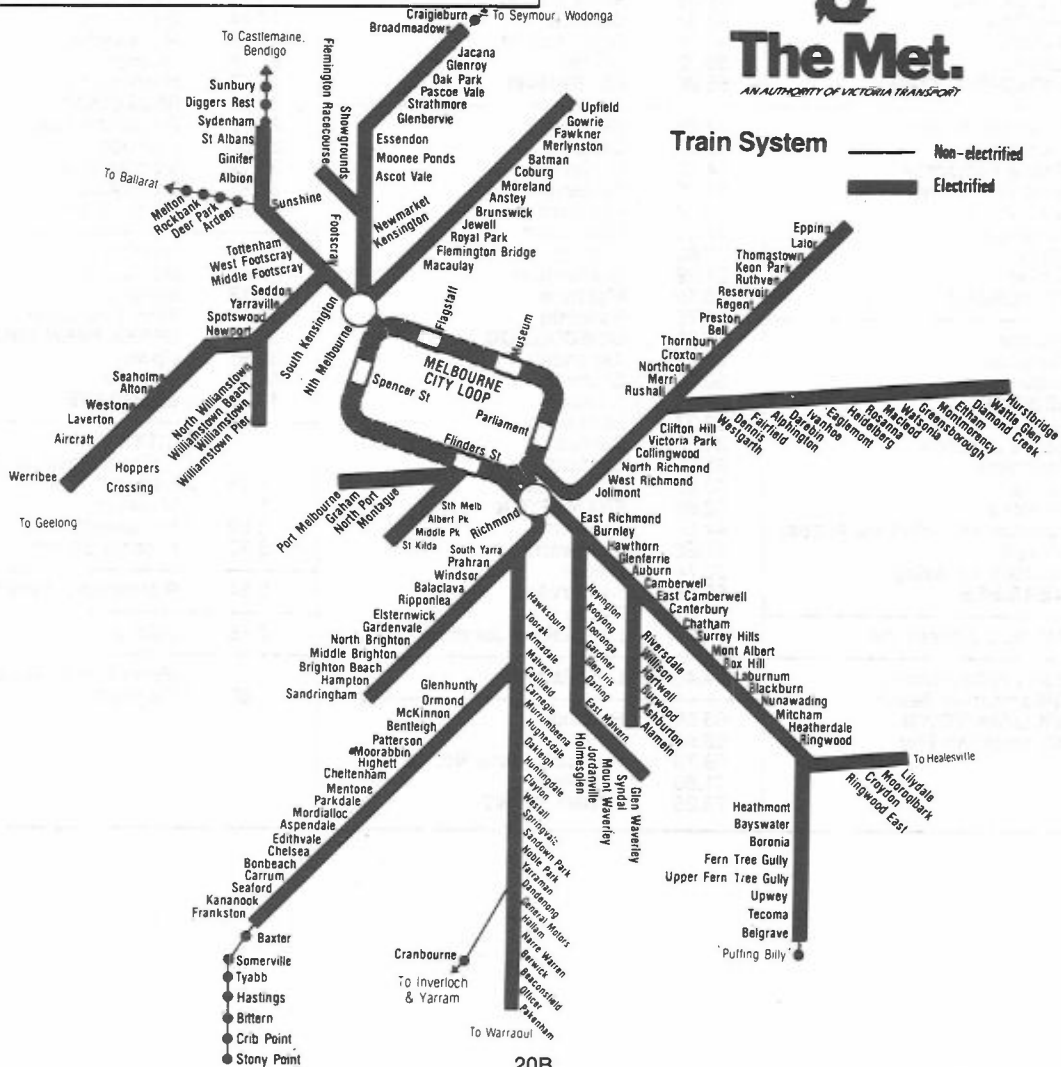 The Met.
AN AUTHORITY OF VICTORIA TRANSPORT
Train System
Non-electrified
Electrified
Craigieburn
To Seymour, Wodonga
Broadmeadows
Jacana
Glenroy
Oak Park
Pascoe Vale
Strathmore
Glenbervie
Essendon
Moonee Ponds
Ascot Vale
Newmarket
Kensington
Flemington Racecourse
Showgrounds
To Castlemaine,
Bendigo
Sunbury
Diggers Rest
Sydenham
St Albans
Ginifer
Albion
Sunshine
To Ballarat
Melton
Rockbank
Deer Park
Ardeer
Tottenham
West Footscray
Middle Footscray
Footscray
South Kensington
Nth Melbourne
Seddon
Yarraville
Spotswood
Newport
Seaholme
Altona
Westona
Laverton
Aircraft
Hoppers
Crossing
Werribee
To Geelong
North Williamstown
Williamstown Beach
Williamstown
Williamstown Pier
Upfield
Gowrie
Fawkner
Merlynston
Batman
Coburg
Moreland
Anstey
Brunswick
Jewell
Royal Park
Flemington Bridge
Macaulay
Flagstaff
Museum
MELBOURNE
CITY LOOP
Spencer St
Parliament
Flinders St
Richmond
Port Melbourne
Graham
North Port
Montague
Sth Melb
Albert Pk
Middle Pk
St Kilda
Epping
Lalor
Thomastown
Keon Park
Ruthven
Reservoir
Regent
Preston
Bell
Thornbury
Croxton
Northcote
Merri
Rushall
Clifton Hill
Victoria Park
Collingwood
North Richmond
West Richmond
Jolimont
Westgarth
Dennis
Fairfield
Alphington
Darebin
Ivanhoe
Eaglemont
Heidelberg
Rosanna
Macleod
Watsonia
Greensborough
Montmorency
Eltham
Diamond Creek
Wattle Glen
Hurstbridge
South Yarra
Prahran
Windsor
Balaclava
Ripponlea
Elsternwick
Gardenvale
North Brighton
Middle Brighton
Brighton Beach
Hampton
Sandringham
East Richmond
Burnley
Hawthorn
Glenferrie
Auburn
Camberwell
East Camberwell
Canterbury
Chatham
Surrey Hills
Mont Albert
Box Hill
Laburnum
Blackburn
Nunawading
Mitcham
Heatherdale
Ringwood
To Healesville
Lilydale
Mooroolbark
Croydon
Ringwood East
Heathmont
Bayswater
Boronia
Fern Tree Gully
Upper Fern Tree Gully
Upwey
Tecoma
Belgrave
'Puffing Billy'
Heyington
Kooyong
Tooronga
Gardiner
Glen Iris
Darling
East Malvern
Holmesglen
Jordanville
Mount Waverley
Syndal
Glen Waverley
Riversdale
Willison
Hartwell
Burwood
Ashburton
Alamein
Hawksburn
Toorak
Armadale
Malvern
Caulfield
Carnegie
Murrumbeena
Hughesdale
Oakleigh
Huntingdale
Clayton
Westall
Springvale
Sandown Park
Noble Park
Yarraman
Dandenong
General Motors
Hallam
Narre Warren
Berwick
Beaconsfield
Officer
Pakenham
Cranbourne
To Inverloch
& Yarram
To Warragul
Glenhuntly
Ormond
McKinnon
Bentleigh
Patterson
Moorabbin
Highett
Cheltenham
Mentone
Parkdale
Mordialloc
Aspendale
Edithvale
Chelsea
Bonbeach
Carrum
Seaford
Kananook
Frankston
Baxter
Somerville
Tyabb
Hastings
Bittern
Crib Point
Stony Point
20B